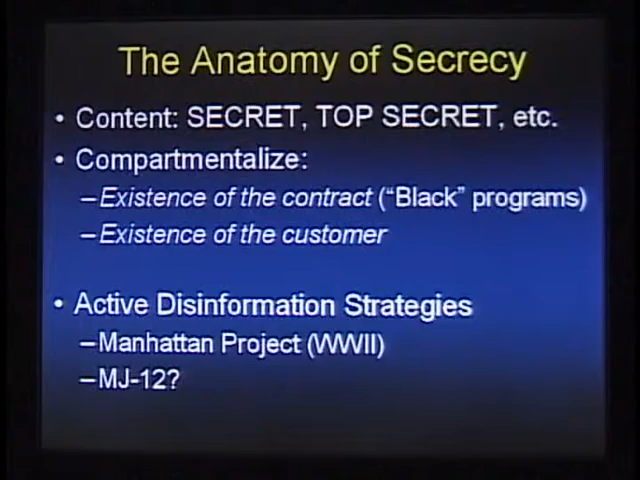 The Anatomy of Secrecy
• Content: SECRET, TOP SECRET, etc.
• Compartmentalize:
–Existence of the contract (“Black” programs)
–Existence of the customer
• Active Disinformation Strategies
–Manhattan Project (WWII)
–MJ-12?